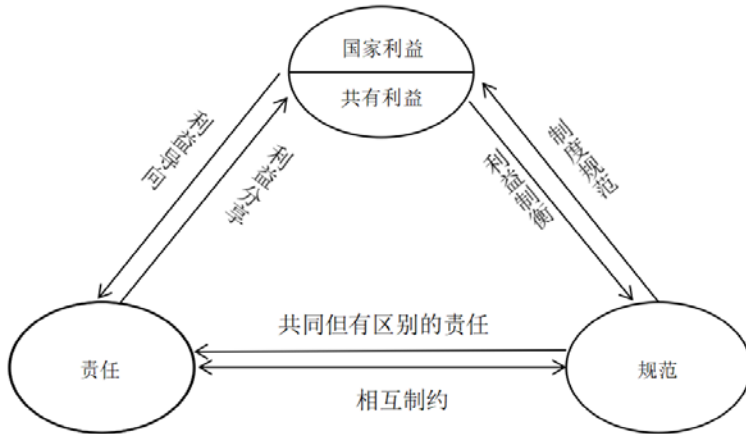 国家利益
共有利益
利益导向
利益分享
利益制衡
制度规范
共同但有区别的责任
责任
规范
相互制约